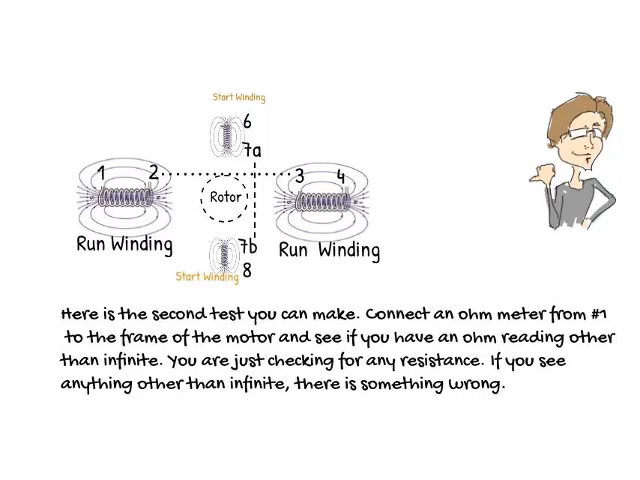 Start Winding
6
7a
1 2 3 4
Rotor
Run Winding
7b
Run Winding
8
Start Winding
Here is the second test you can make. Connect an ohm meter from #1
to the frame of the motor and see if you have an ohm reading other
than infinite. You are just checking for any resistance. If you see
anything other than infinite, there is something wrong.